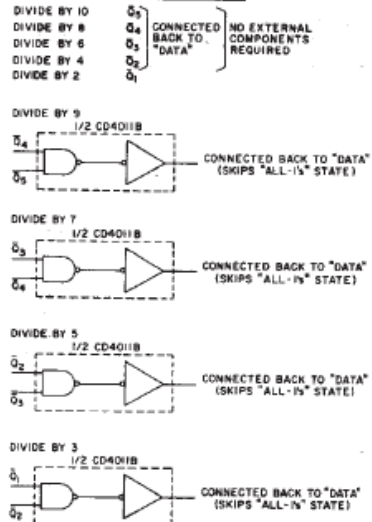 DIVIDE BY 10 Q̅5
DIVIDE BY 8 Q̅4
DIVIDE BY 6 Q̅3
DIVIDE BY 4 Q̅2
DIVIDE BY 2 Q̅1
CONNECTED
BACK TO
"DATA"
NO EXTERNAL
COMPONENTS
REQUIRED
DIVIDE BY 9
1/2 CD4011B
Q̅4
Q̅5
CONNECTED BACK TO "DATA"
(SKIPS "ALL-1's" STATE)
DIVIDE BY 7
1/2 CD4011B
Q̅3
Q̅4
CONNECTED BACK TO "DATA"
(SKIPS "ALL-1's" STATE)
DIVIDE BY 5
1/2 CD4011B
Q̅2
Q̅3
CONNECTED BACK TO "DATA"
(SKIPS "ALL-1's" STATE)
DIVIDE BY 3
1/2 CD4011B
Q̅1
Q̅2
CONNECTED BACK TO "DATA"
(SKIPS "ALL-1's" STATE)